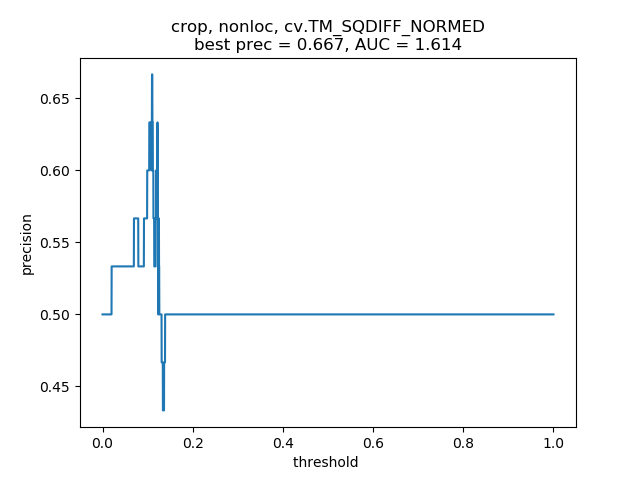 crop, nonloc, cv.TM_SQDIFF_NORMED
best prec = 0.667, AUC = 1.614
0.65
0.60
0.55
0.50
0.45
precision
0.0 0.2 0.4 0.6 0.8 1.0
threshold